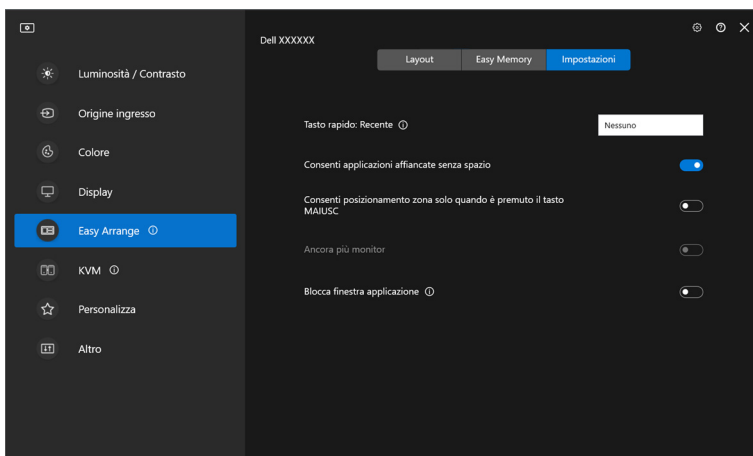 Dell XXXXXX
Layout
Easy Memory
Impostazioni
Luminosità / Contrasto
Origine ingresso
Colore
Display
Easy Arrange
KVM
Personalizza
Altro
Tasto rapido: Recente
Nessuno
Consenti applicazioni affiancate senza spazio
Consenti posizionamento zona solo quando è premuto il tasto
MAIUSC
Ancora più monitor
Blocca finestra applicazione